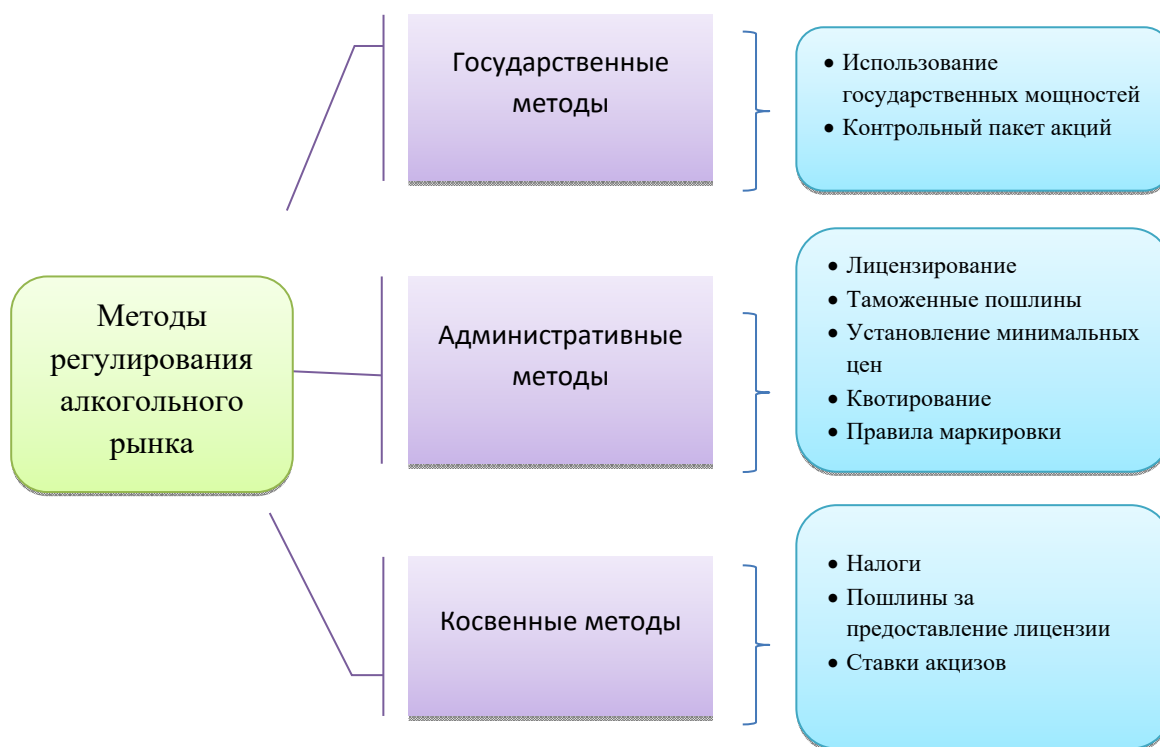 Методы
регулирования
алкогольного
рынка
Государственные
методы
• Использование
государственных мощностей
• Контрольный пакет акций
Административные
методы
• Лицензирование
• Таможенные пошлины
• Установление минимальных
цен
• Квотирование
• Правила маркировки
Косвенные методы
• Налоги
• Пошлины за
предоставление лицензии
• Ставки акцизов